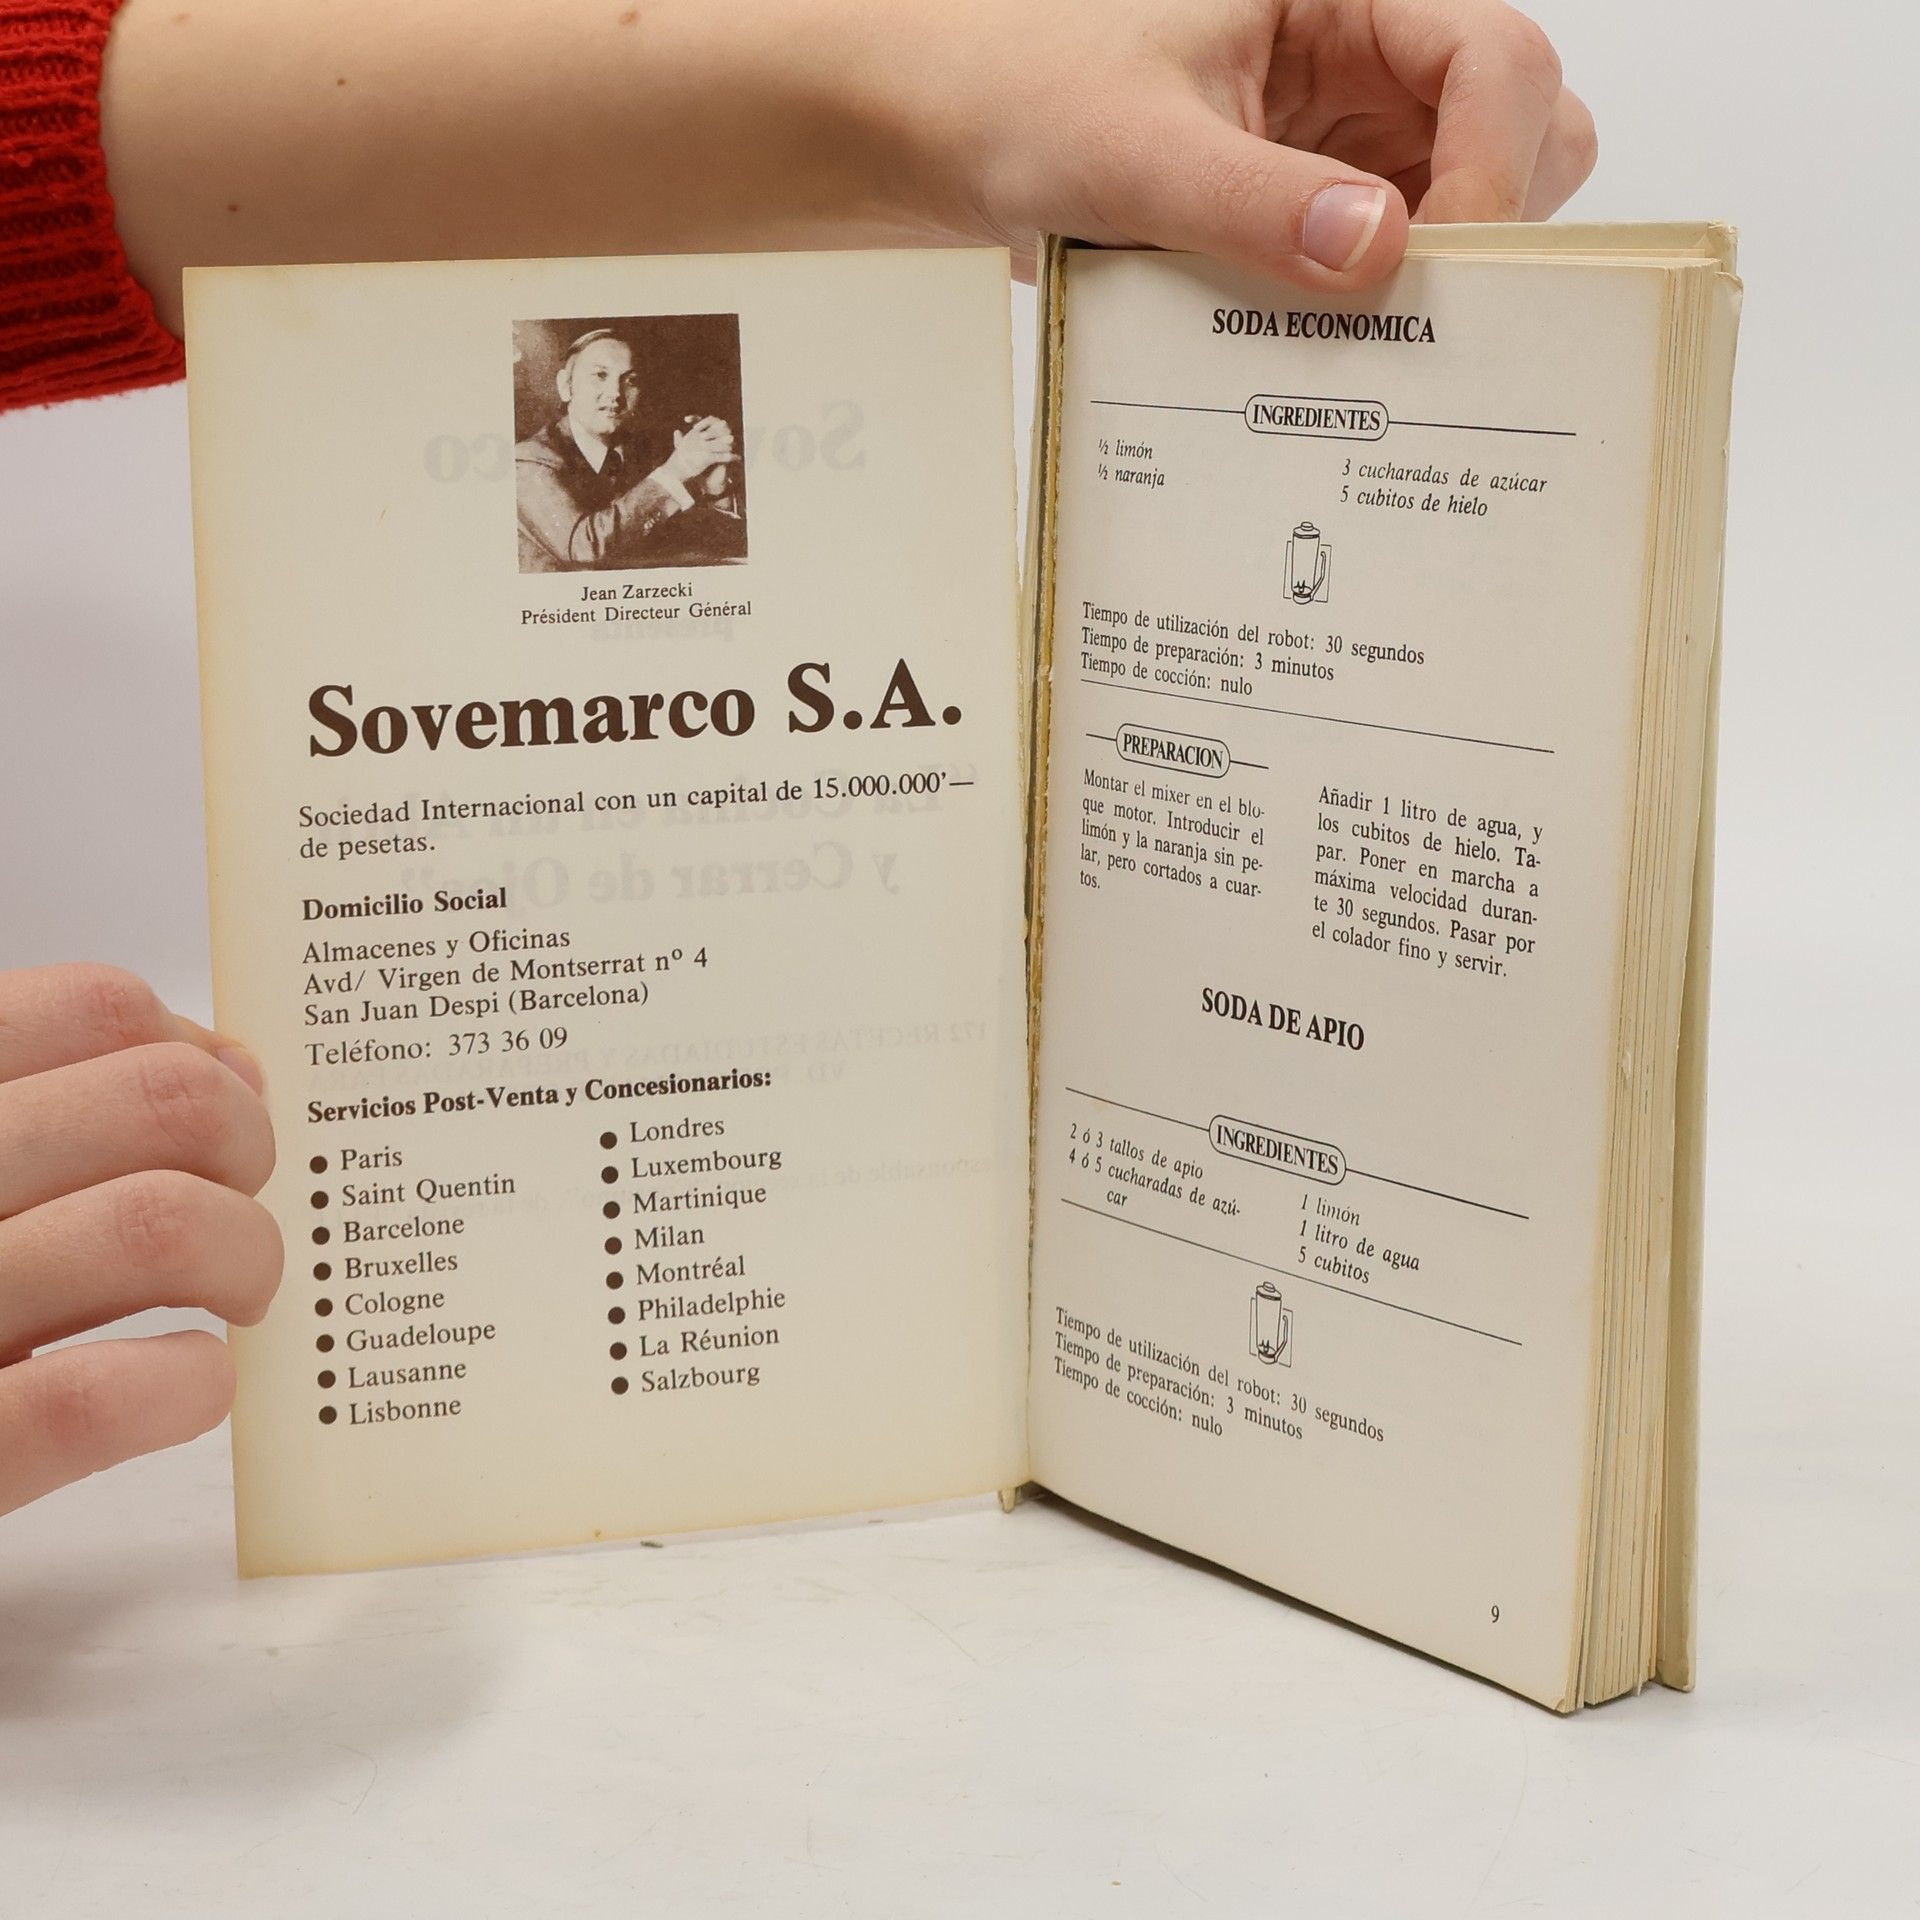 Jean Zarzecki
Président Directeur Général
Sovemarco S.A.
Sociedad Internacional con un capital de 15.000.000'—
de pesetas.
Domicilio Social
Almacenes y Oficinas
Avd/ Virgen de Montserrat nº 4
San Juan Despi (Barcelona)
Teléfono: 373 36 09
Servicios Post-Venta y Concesionarios:
● Paris
● Saint Quentin
● Barcelone
● Bruxelles
● Cologne
● Guadeloupe
● Lausanne
● Lisbonne
● Londres
● Luxembourg
● Martinique
● Milan
● Montréal
● Philadelphie
● La Réunion
● Salzbourg
SODA ECONOMICA
INGREDIENTES
½ limón
½ naranja
3 cucharadas de azúcar
5 cubitos de hielo
Tiempo de utilización del robot: 30 segundos
Tiempo de preparación: 3 minutos
Tiempo de cocción: nulo
PREPARACION
Montar el mixer en el blo-
que motor. Introducir el
limón y la naranja sin pe-
lar, pero cortados a cuar-
tos.
Añadir 1 litro de agua, y
los cubitos de hielo. Ta-
par. Poner en marcha a
máxima velocidad duran-
te 30 segundos. Pasar por
el colador fino y servir.
SODA DE APIO
INGREDIENTES
2 ó 3 tallos de apio
4 ó 5 cucharadas de azú-
car
1 limón
1 litro de agua
5 cubitos
Tiempo de utilización del robot: 30 segundos
Tiempo de preparación: 3 minutos
Tiempo de cocción: nulo
9